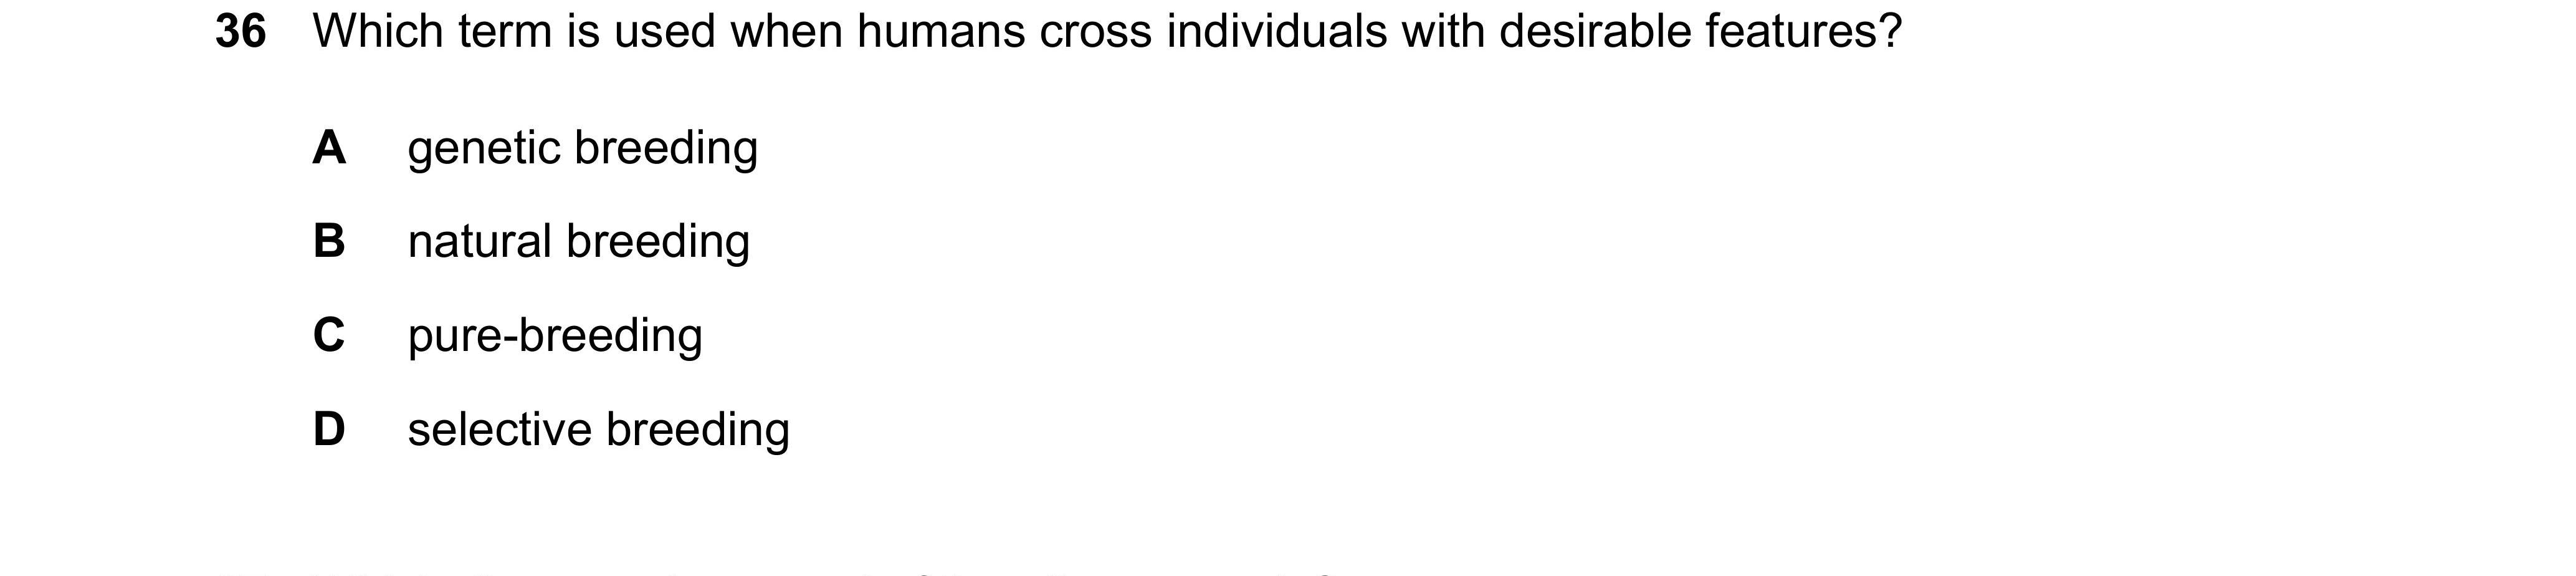 36 Which term is used when humans cross individuals with desirable features?
A genetic breeding
B natural breeding
C pure-breeding
D selective breeding